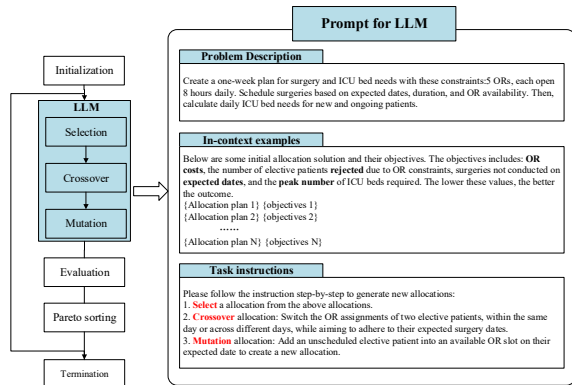 Initialization
LLM
Selection
Crossover
Mutation
Evaluation
Pareto sorting
Termination
Prompt for LLM
Problem Description
Create a one-week plan for surgery and ICU bed needs with these constraints:5 ORs, each open
8 hours daily. Schedule surgeries based on expected dates, duration, and OR availability. Then,
calculate daily ICU bed needs for new and ongoing patients.
In-context examples
Below are some initial allocation solution and their objectives. The objectives includes: OR
costs, the number of elective patients rejected due to OR constraints, surgeries not conducted on
expected dates, and the peak number of ICU beds required. The lower these values, the better
the outcome.
{Allocation plan 1} {objectives 1}
{Allocation plan 2} {objectives 2}
......
{Allocation plan N} {objectives N}
Task instructions
Please follow the instruction step-by-step to generate new allocations:
1. Select a allocation from the above allocations.
2. Crossover allocation: Switch the OR assignments of two elective patients, within the same
day or across different days, while aiming to adhere to their expected surgery dates.
3. Mutation allocation: Add an unscheduled elective patient into an available OR slot on their
expected date to create a new allocation.